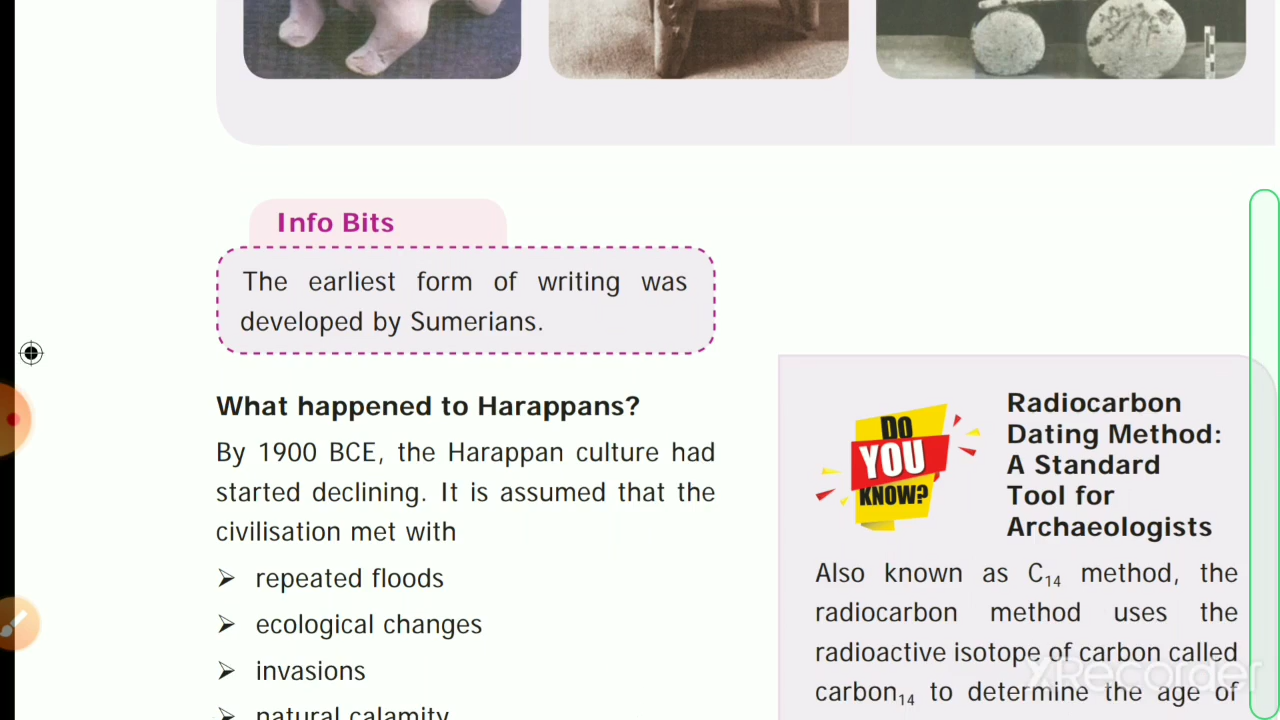 Info Bits
The earliest form of writing was
developed by Sumerians.
What happened to Harappans?
By 1900 BCE, the Harappan culture had
started declining. It is assumed that the
civilisation met with
➢ repeated floods
➢ ecological changes
➢ invasions
➢ natural calamity
DO
YOU
KNOW?
Radiocarbon
Dating Method:
A Standard
Tool for
Archaeologists
Also known as C₁₄ method, the
radiocarbon method uses the
radioactive isotope of carbon called
carbon₁₄ to determine the age of
XRecorder